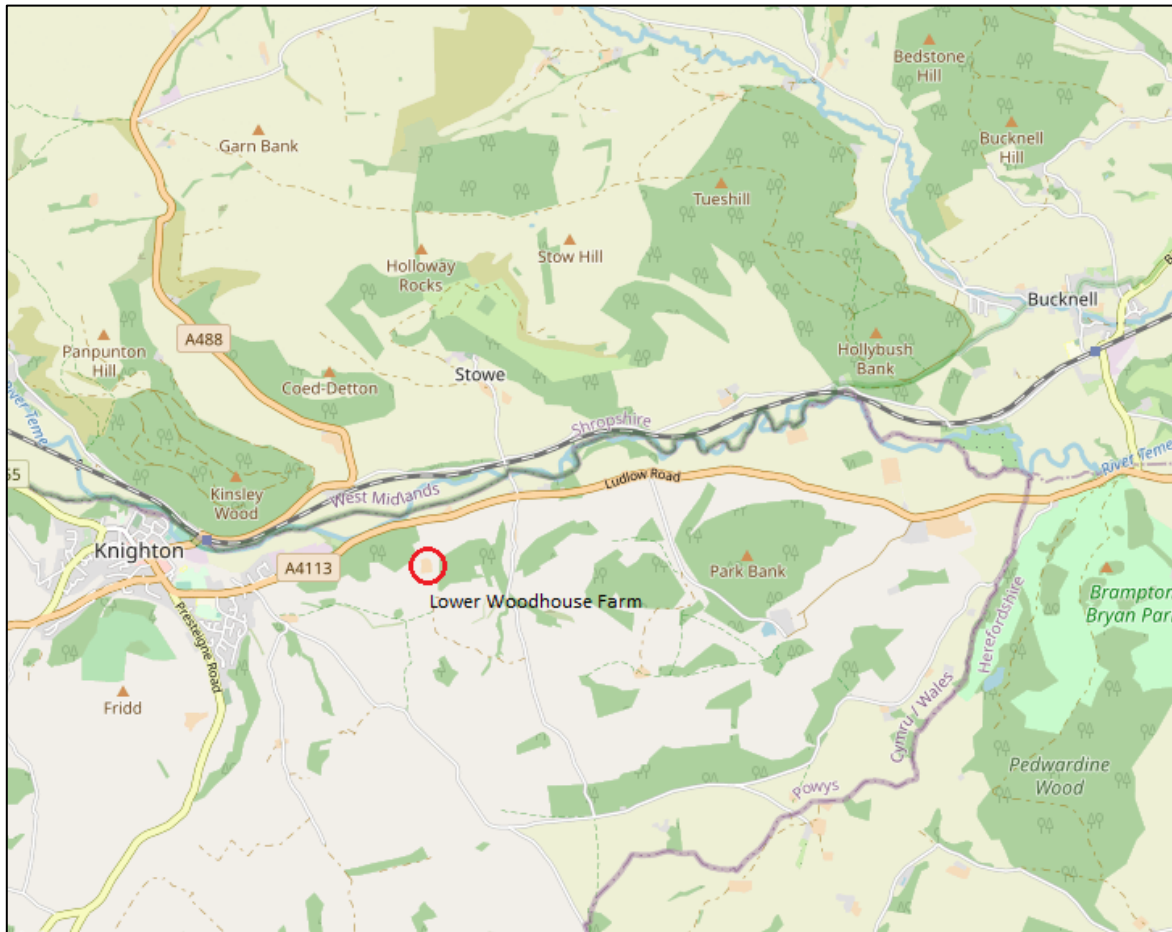 Bedstone
Hill
Garn Bank
Bucknell
Hill
Tueshill
Holloway
Rocks
Stow Hill
Bucknell
A488
Panpunton
Hill
Hollybush
Bank
Coed-Detton
Stowe
River Teme
Shropshire
West Midlands
Ludlow Road
River Teme
55
Kinsley
Wood
Knighton
A4113
Park Bank
Lower Woodhouse Farm
Brampton
Bryan Park
Presteigne Road
Herefordshire
Fridd
Cymru / Wales
Powys
Pedwardine
Wood